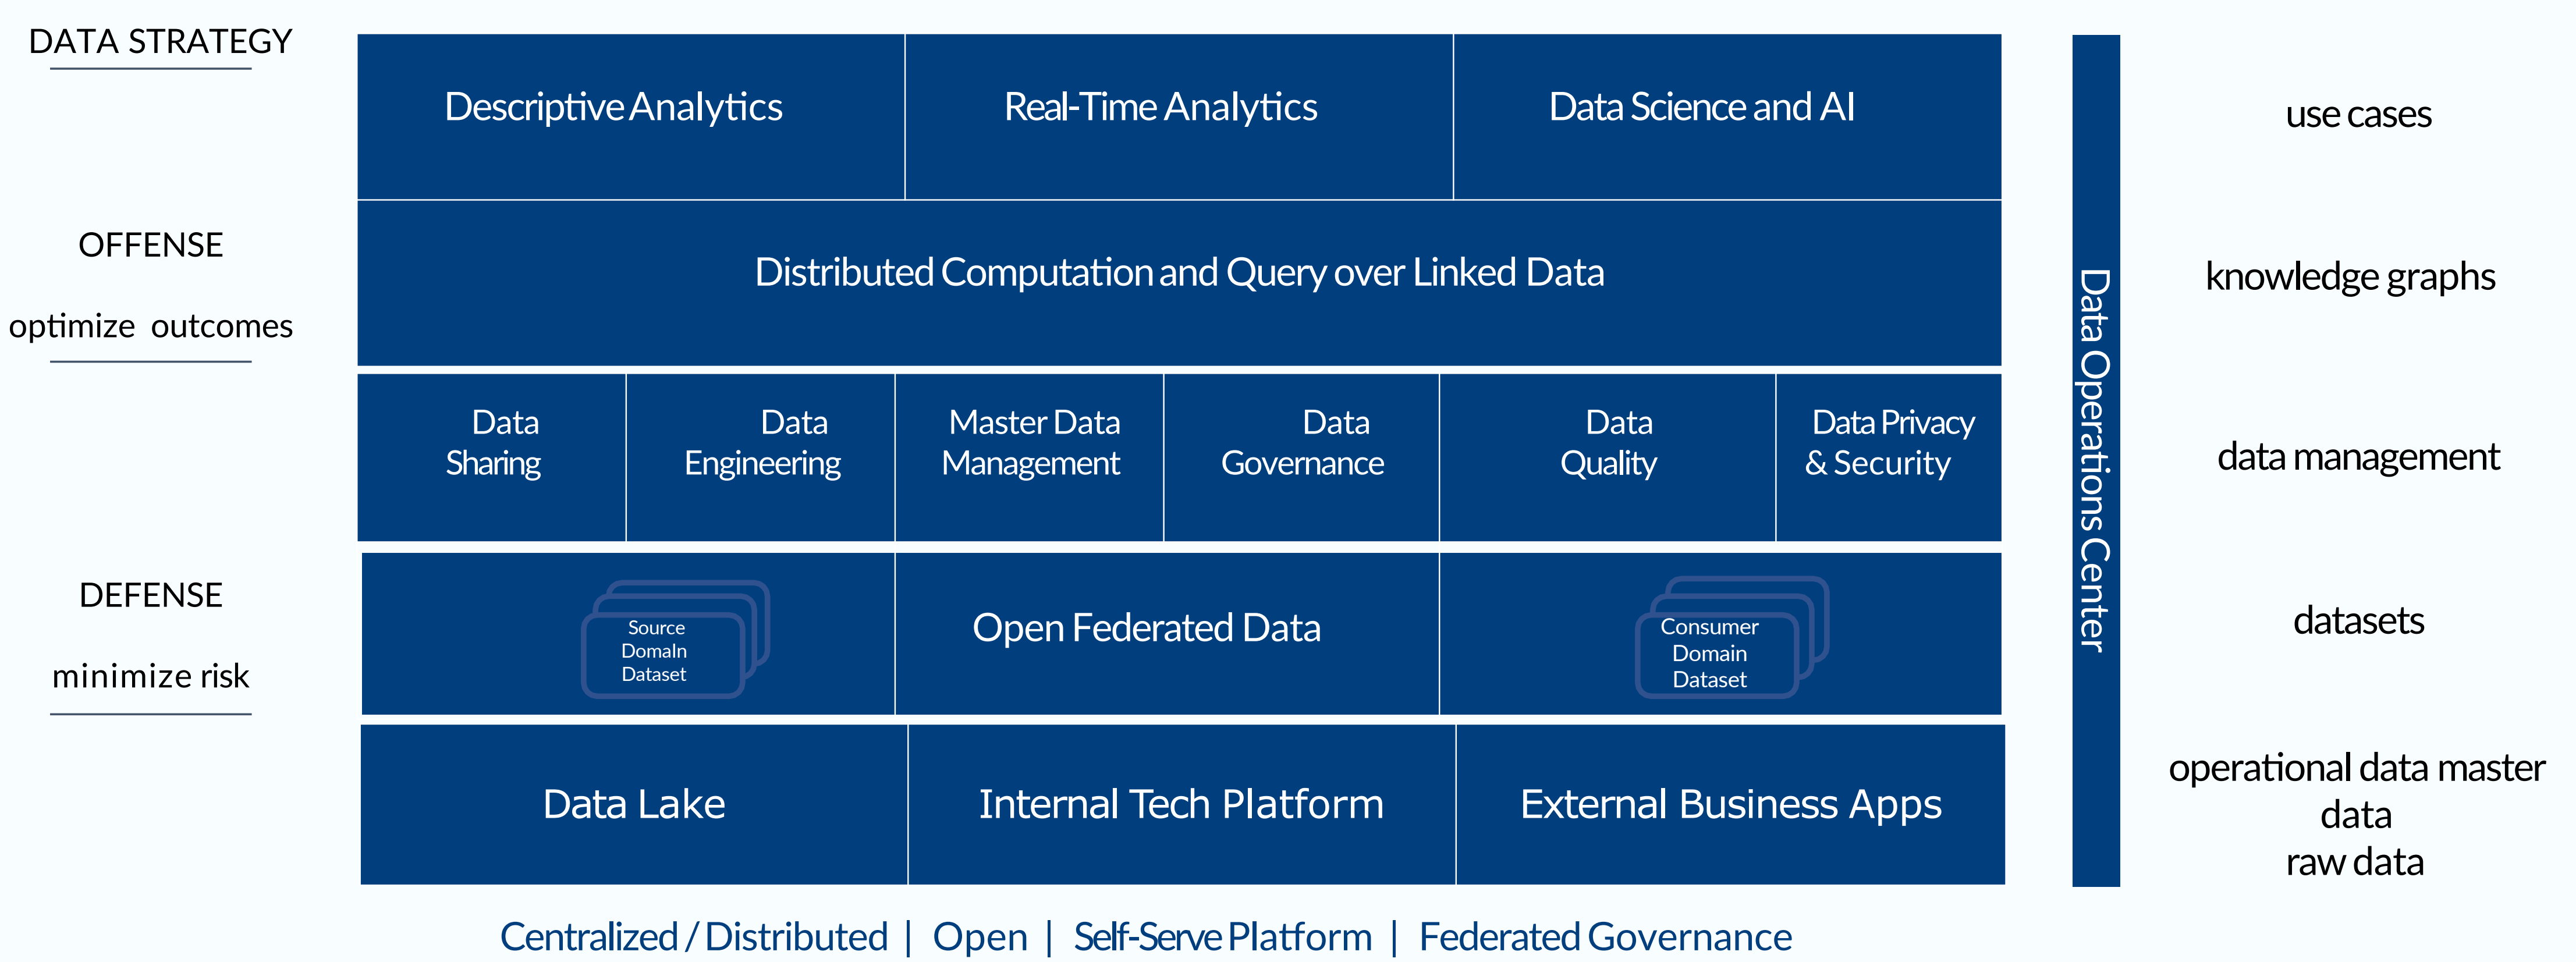 DATA STRATEGY
Descriptive Analytics
Real-Time Analytics
Data Science and AI
use cases
OFFENSE
optimize outcomes
Distributed Computation and Query over Linked Data
knowledge graphs
Data
Sharing
Data
Engineering
Master Data
Management
Data
Governance
Data
Quality
Data Privacy
& Security
data management
DEFENSE
minimize risk
Source
Domaln
Dataset
Open Federated Data
Consumer
Domain
Dataset
datasets
Data Lake
Internal Tech Platform
External Business Apps
operational data master
data
raw data
Data Operations Center
Centralized / Distributed | Open | Self-Serve Platform | Federated Governance